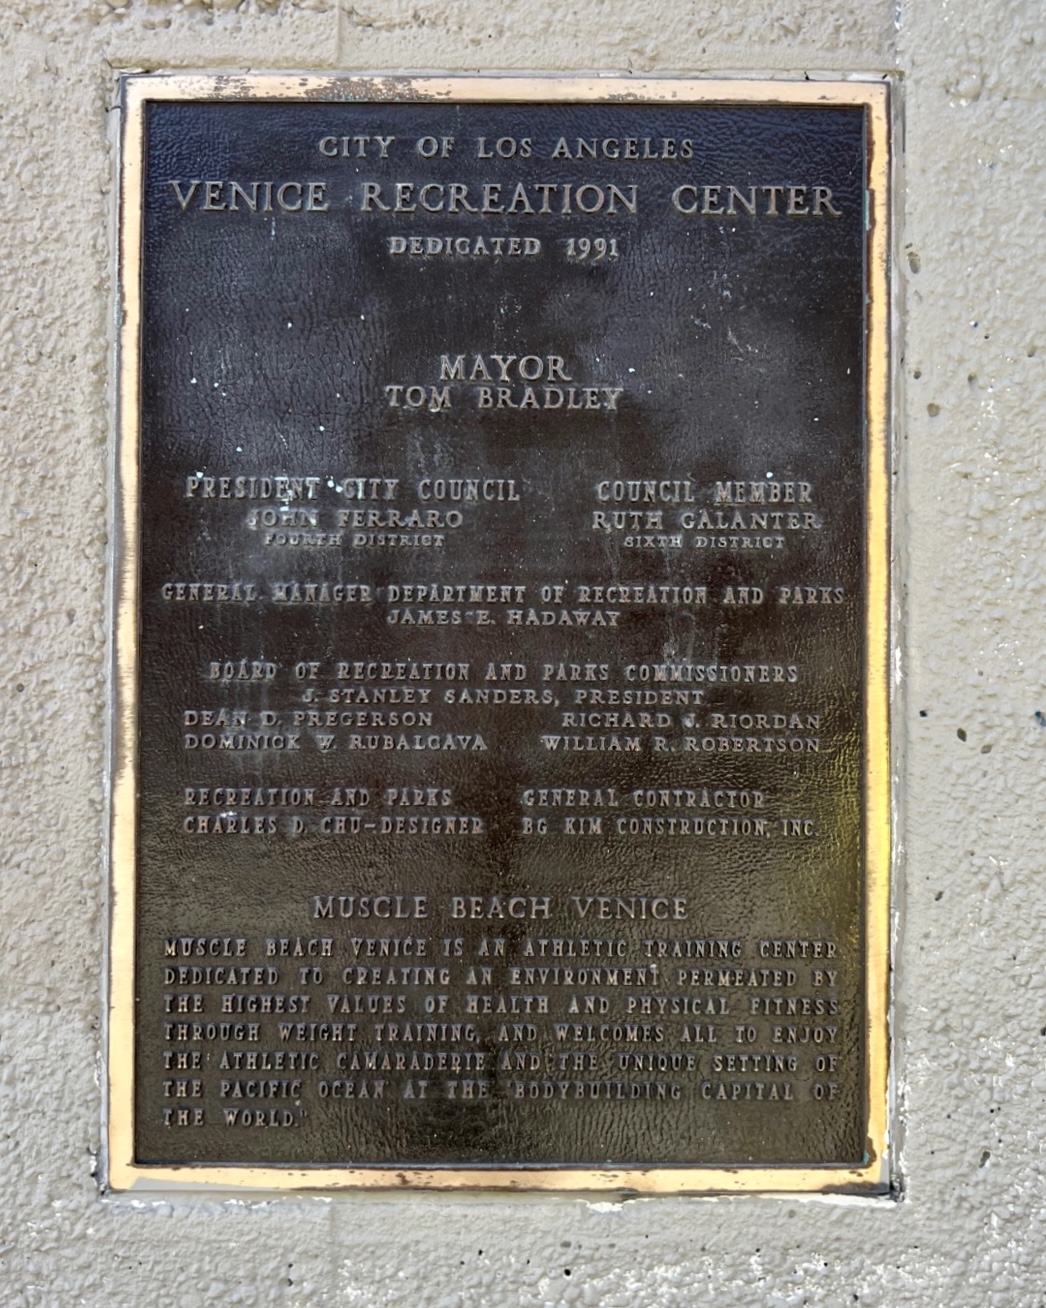 CITY OF LOS ANGELES
VENICE RECREATION CENTER
DEDICATED 1991
MAYOR
TOM BRADLEY
PRESIDENT CITY COUNCIL
JOHN FERRARO
FOURTH DISTRICT
COUNCIL MEMBER
RUTH GALANTER
SIXTH DISTRICT
GENERAL MANAGER DEPARTMENT OF RECREATION AND PARKS
JAMES E. HADAWAY
BOARD OF RECREATION AND PARKS COMMISSIONERS
J. STANLEY SANDERS, PRESIDENT
DEAN D. PREGERSON RICHARD J. RIORDAN
DOMINICK W. RUBALCAVA WILLIAM R. ROBERTSON
RECREATION AND PARKS
CHARLES D. CHU-DESIGNER
GENERAL CONTRACTOR
BG KIM CONSTRUCTION, INC.
MUSCLE BEACH VENICE
MUSCLE BEACH VENICE IS AN ATHLETIC TRAINING CENTER
DEDICATED TO CREATING AN ENVIRONMENT PERMEATED BY
THE HIGHEST VALUES OF HEALTH AND PHYSICAL FITNESS
THROUGH WEIGHT TRAINING, AND WELCOMES ALL TO ENJOY
THE ATHLETIC CAMARADERIE AND THE UNIQUE SETTING OF
THE PACIFIC OCEAN AT THE "BODYBUILDING CAPITAL OF
THE WORLD."